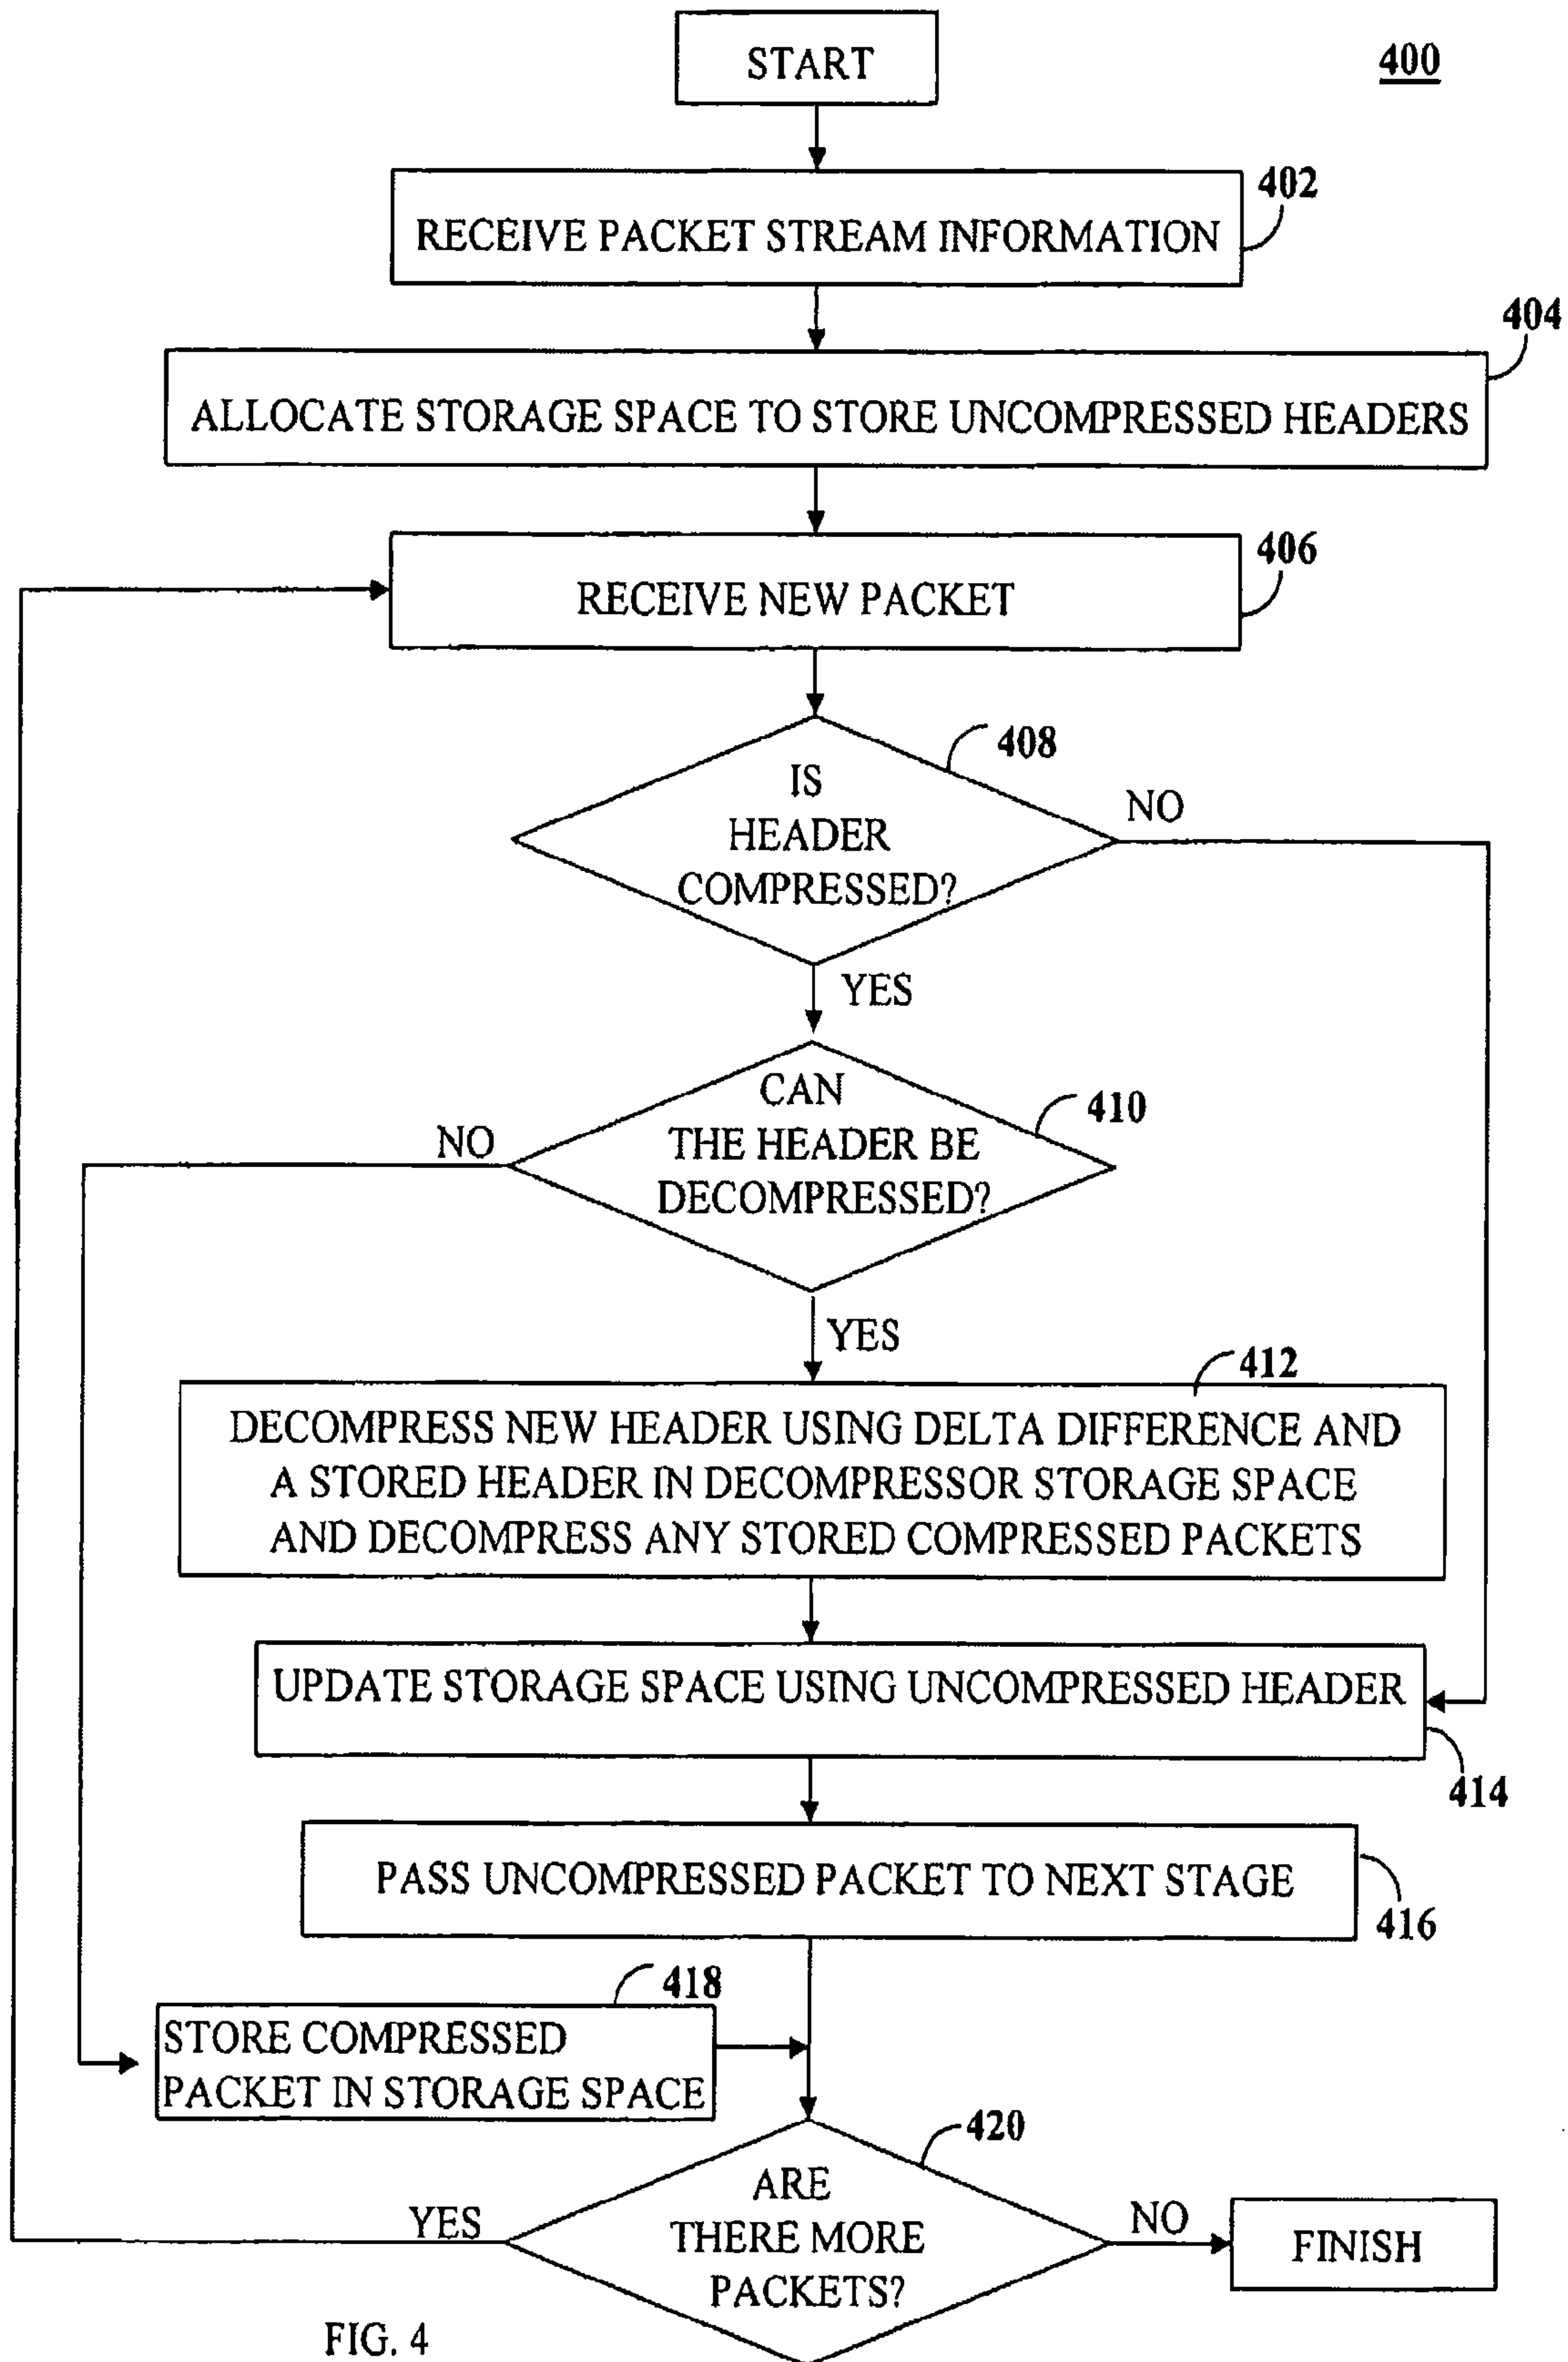 START
400
402
RECEIVE PACKET STREAM INFORMATION
404
ALLOCATE STORAGE SPACE TO STORE UNCOMPRESSED HEADERS
406
RECEIVE NEW PACKET
408
IS
HEADER
COMPRESSED?
NO
YES
410
CAN
THE HEADER BE
DECOMPRESSED?
NO
YES
412
DECOMPRESS NEW HEADER USING DELTA DIFFERENCE AND
A STORED HEADER IN DECOMPRESSOR STORAGE SPACE
AND DECOMPRESS ANY STORED COMPRESSED PACKETS
UPDATE STORAGE SPACE USING UNCOMPRESSED HEADER
414
PASS UNCOMPRESSED PACKET TO NEXT STAGE
416
418
STORE COMPRESSED
PACKET IN STORAGE SPACE
420
ARE
THERE MORE
PACKETS?
YES
NO
FINISH
FIG. 4